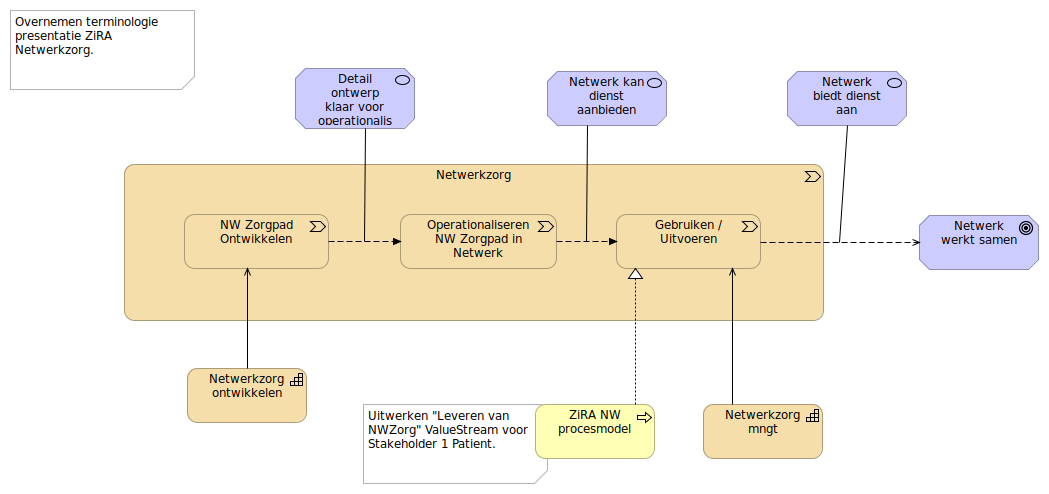 Overnemen terminologie
presentatie ZiRA
Netwerkzorg.
Detail
ontwerp
klaar voor
operationalis
Netwerk kan
dienst
aanbieden
Netwerk
biedt dienst
aan
Netwerkzorg
NW Zorgpad
Ontwikkelen
Operationaliseren
NW Zorgpad in
Netwerk
Gebruiken /
Uitvoeren
Netwerk
werkt samen
Netwerkzorg
ontwikkelen
Uitwerken "Leveren van
NWZorg" ValueStream voor
Stakeholder 1 Patient.
ZiRA NW
procesmodel
Netwerkzorg
mngt